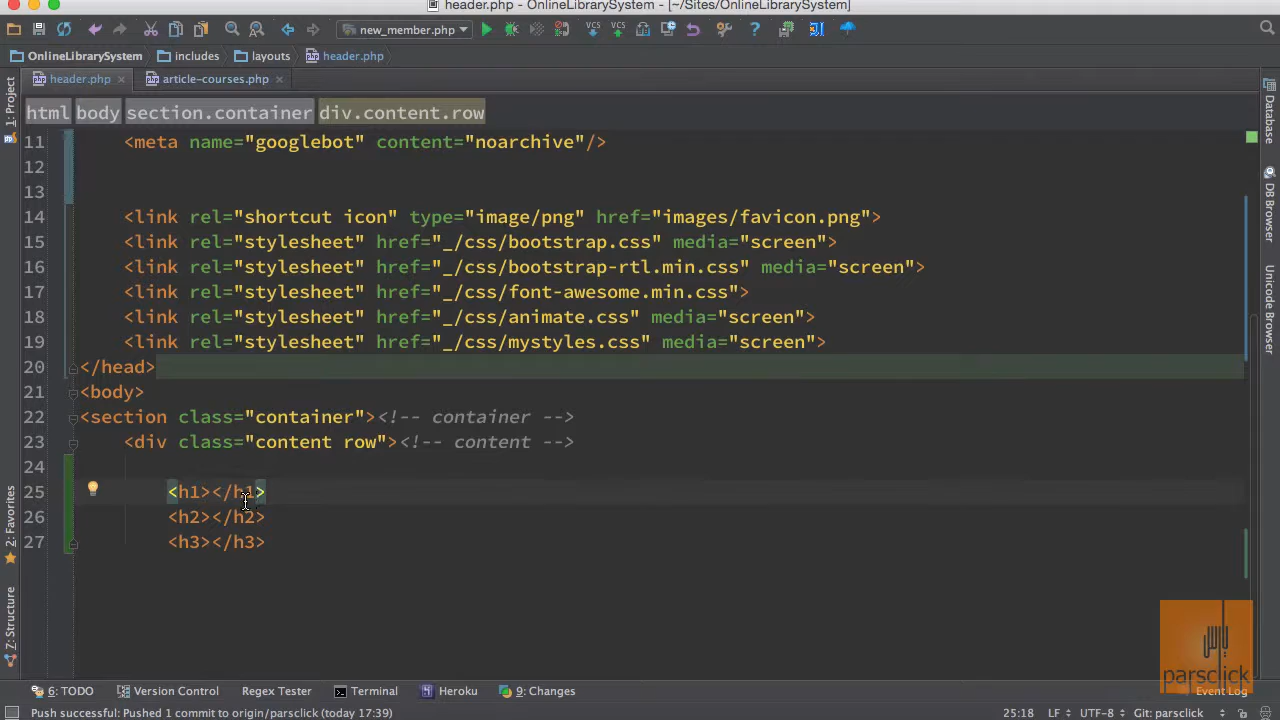 header.php - OnlineLibrarySystem - [~/Sites/OnlineLibrarySystem]
new_member.php
VCS VCS
OnlineLibrarySystem includes layouts header.php
header.php article-courses.php
html body section.container div.content.row
11 <meta name="googlebot" content="noarchive"/>
12
13
14 <link rel="shortcut icon" type="image/png" href="images/favicon.png">
15 <link rel="stylesheet" href="_/css/bootstrap.css" media="screen">
16 <link rel="stylesheet" href="_/css/bootstrap-rtl.min.css" media="screen">
17 <link rel="stylesheet" href="_/css/font-awesome.min.css">
18 <link rel="stylesheet" href="_/css/animate.css" media="screen">
19 <link rel="stylesheet" href="_/css/mystyles.css" media="screen">
20 </head>
21 <body>
22 <section class="container"><!-- container -->
23 <div class="content row"><!-- content -->
24
25 <h1></h1>
26 <h2></h2>
27 <h3></h3>
1: Project
2: Favorites
7: Structure
Database
DB Browser
Unicode Browser
parsclick
6: TODO Version Control Regex Tester Terminal Heroku 9: Changes Event Log
Push successful: Pushed 1 commit to origin/parsclick (today 17:39) 25:18 LF UTF-8 Git: parsclick